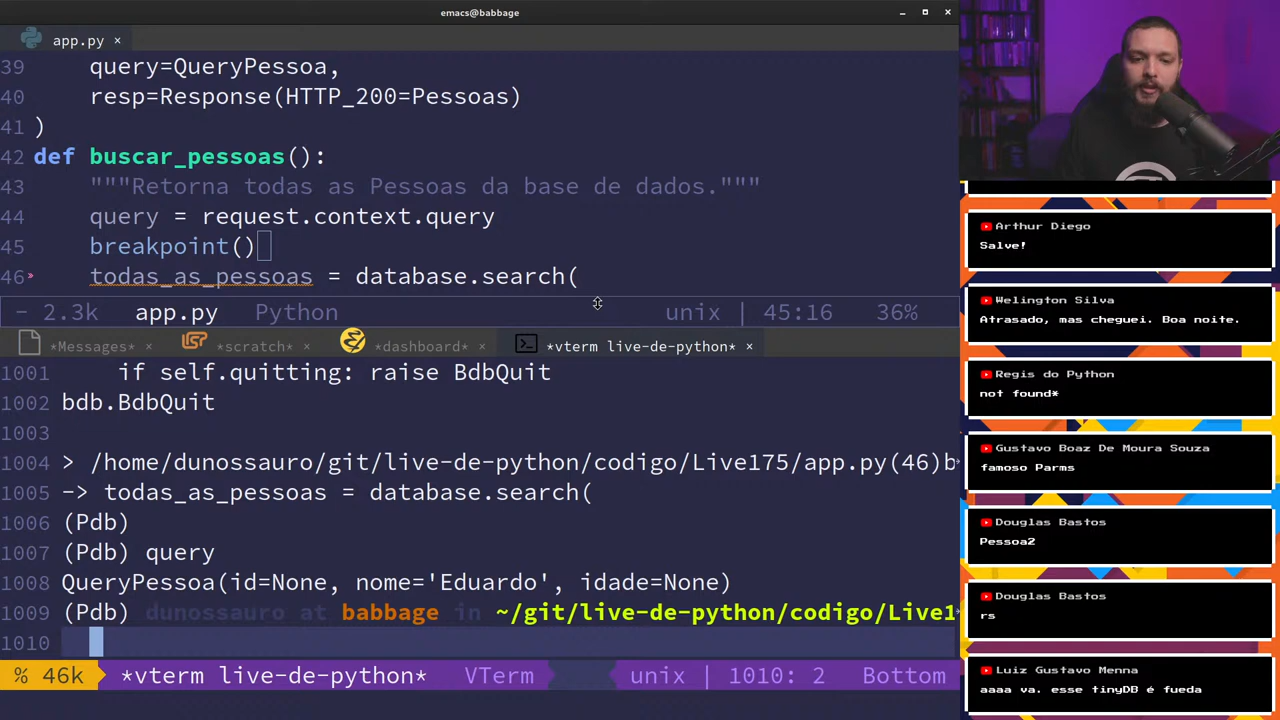 emacs@babbage
app.py ×
39 query=QueryPessoa,
40 resp=Response(HTTP_200=Pessoas)
41 )
42 def buscar_pessoas():
43 """Retorna todas as Pessoas da base de dados."""
44 query = request.context.query
45 breakpoint()
46 todas_as_pessoas = database.search(
- 2.3k app.py Python unix | 45:16 36%
*Messages* × *scratch* × *dashboard* × *vterm live-de-python* ×
1001 if self.quitting: raise BdbQuit
1002 bdb.BdbQuit
1003
1004 > /home/dunossauro/git/live-de-python/codigo/Live175/app.py(46)b
1005 -> todas_as_pessoas = database.search(
1006 (Pdb)
1007 (Pdb) query
1008 QueryPessoa(id=None, nome='Eduardo', idade=None)
1009 (Pdb) dunossauro at babbage in ~/git/live-de-python/codigo/Live1
1010
% 46k *vterm live-de-python* VTerm unix | 1010: 2 Bottom
Arthur Diego
Salve!
Welington Silva
Atrasado, mas cheguei. Boa noite.
Regis do Python
not found*
Gustavo Boaz De Moura Souza
famoso Parms
Douglas Bastos
Pessoa2
Douglas Bastos
rs
Luiz Gustavo Menna
aaaa va. esse tinyDB é fueda